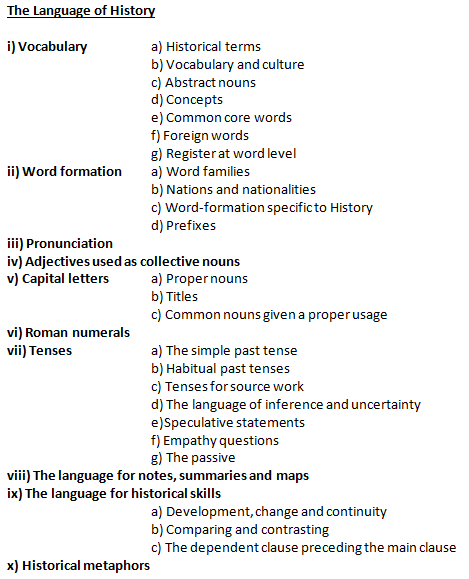 The Language of History
i) Vocabulary a) Historical terms
b) Vocabulary and culture
c) Abstract nouns
d) Concepts
e) Common core words
f) Foreign words
g) Register at word level
ii) Word formation a) Word families
b) Nations and nationalities
c) Word-formation specific to History
d) Prefixes
iii) Pronunciation
iv) Adjectives used as collective nouns
v) Capital letters a) Proper nouns
b) Titles
c) Common nouns given a proper usage
vi) Roman numerals
vii) Tenses a) The simple past tense
b) Habitual past tenses
c) Tenses for source work
d) The language of inference and uncertainty
e)Speculative statements
f) Empathy questions
g) The passive
viii) The language for notes, summaries and maps
ix) The language for historical skills
a) Development, change and continuity
b) Comparing and contrasting
c) The dependent clause preceding the main clause
x) Historical metaphors